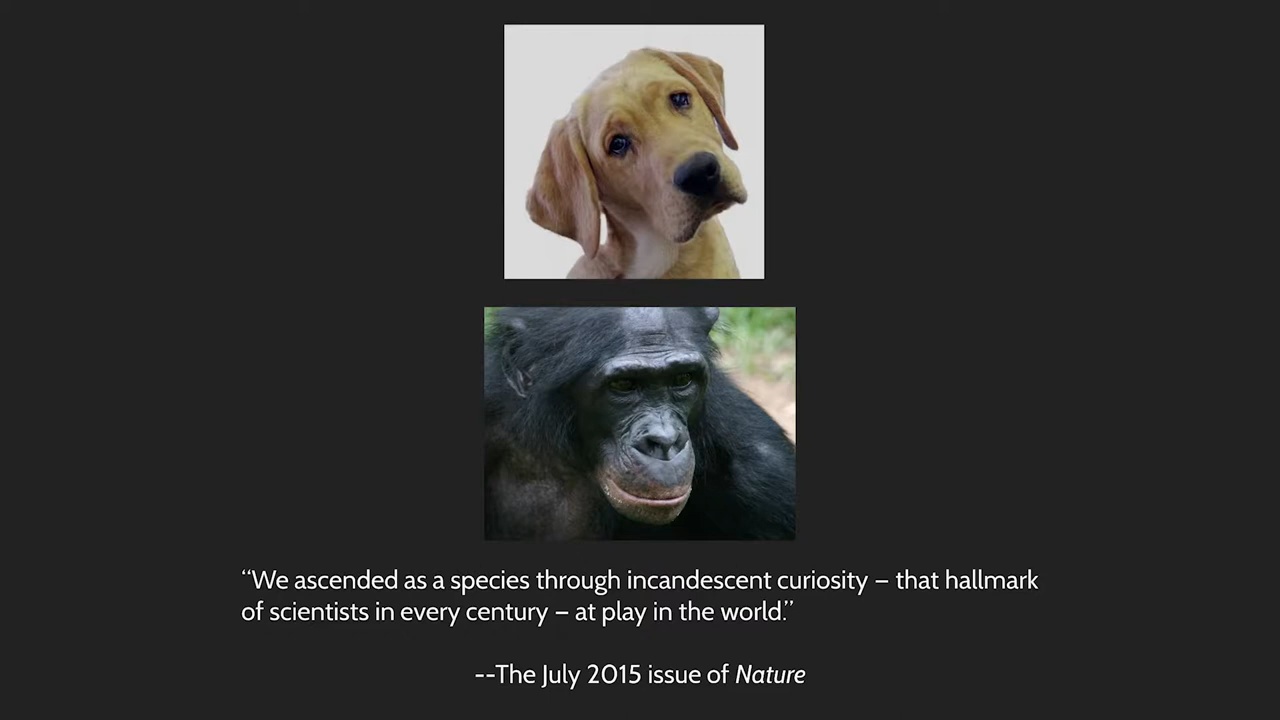 “We ascended as a species through incandescent curiosity – that hallmark
of scientists in every century – at play in the world.”
--The July 2015 issue of Nature